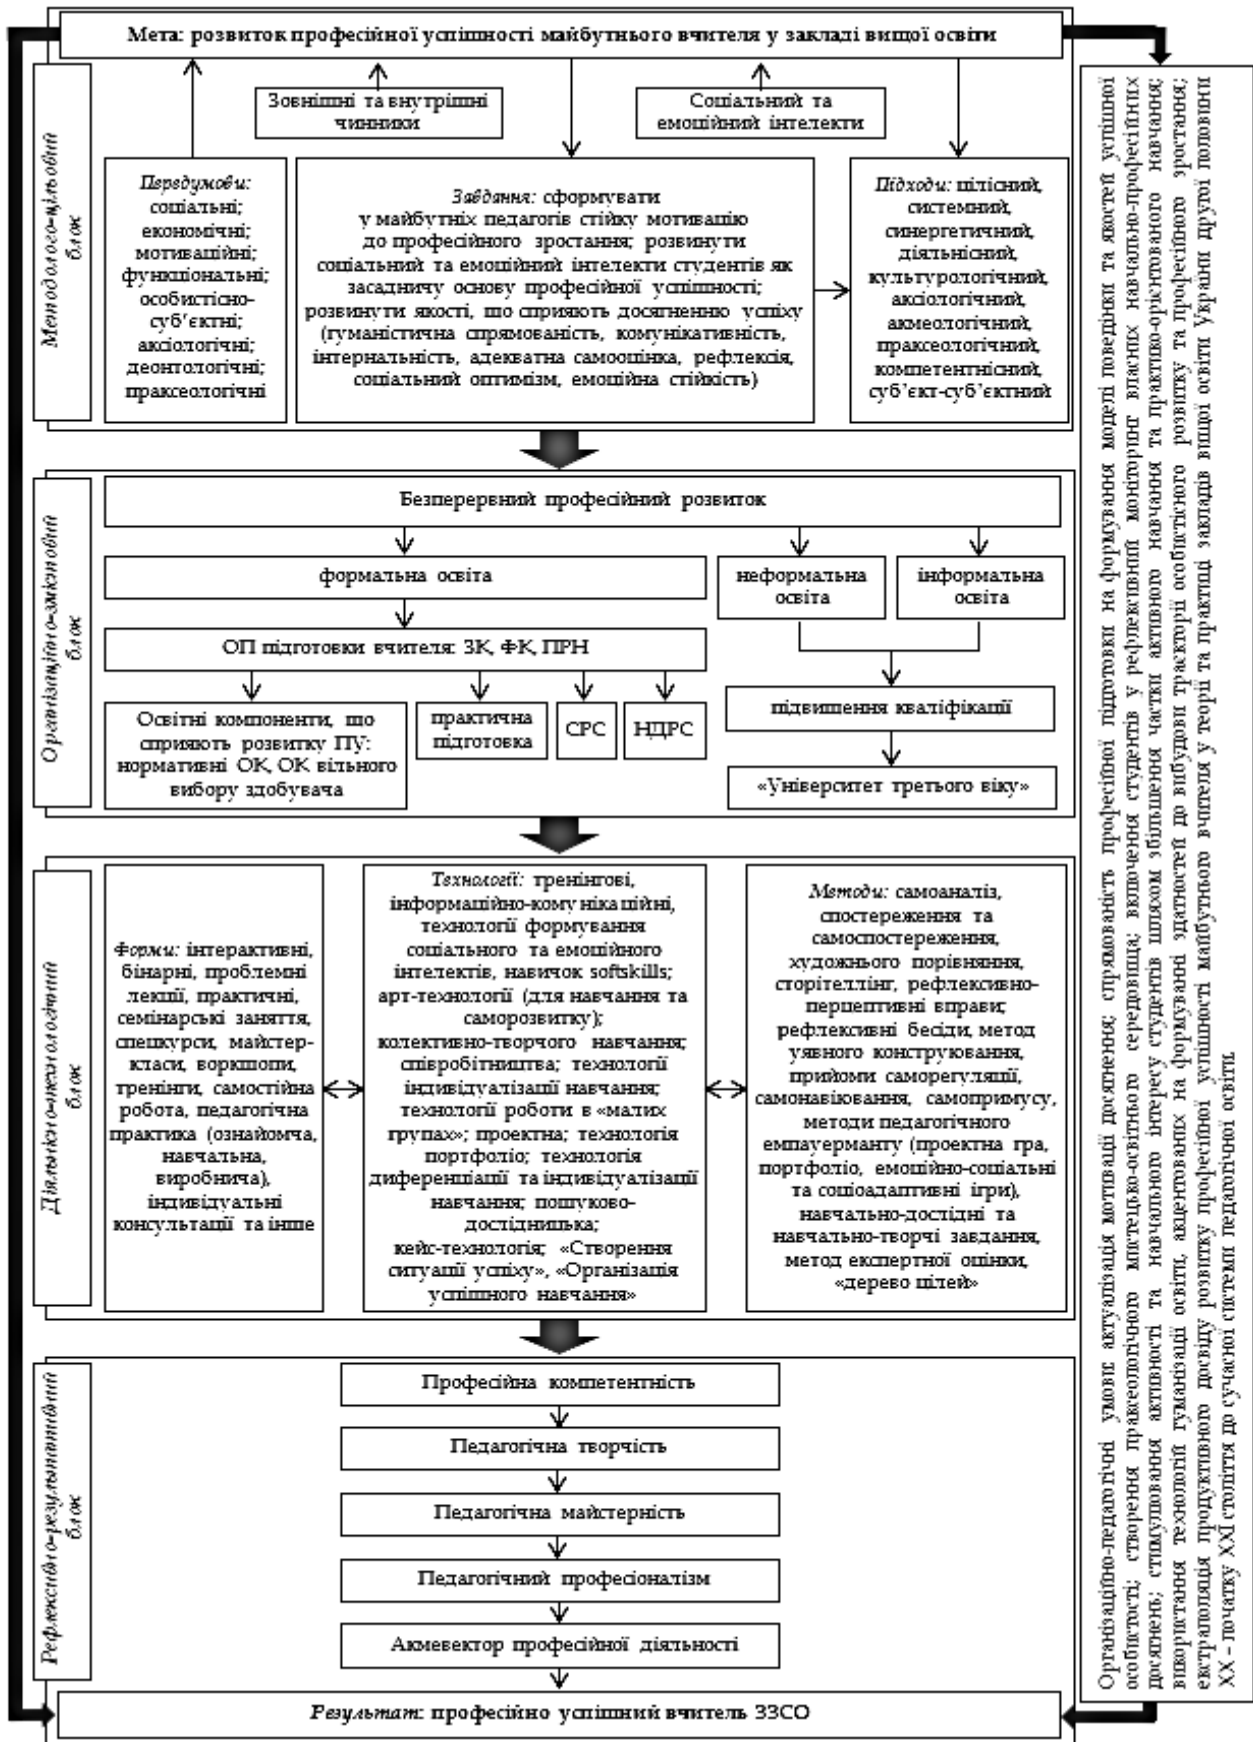 Мета: розвиток професійної успішності майбутнього вчителя у закладі вищої освіти
Методолого-цільовий
блок
Зовнішні та внутрішні
чинники
Соціальний та
емоційний інтелекти
Передумови:
соціальні;
економічні;
мотиваційні;
функціональні;
особистісно-
суб’єктні;
аксіологічні;
деонтологічні;
праксеологічні
Завдання: сформувати
у майбутніх педагогів стійку мотивацію
до професійного зростання; розвинути
соціальний та емоційний інтелекти студентів як
засадничу основу професійної успішності;
розвинути якості, що сприяють досягненню успіху
(гуманістична спрямованість, комунікативність,
інтернальність, адекватна самооцінка, рефлексія,
соціальний оптимізм, емоційна стійкість)
Підходи: цілісний,
системний,
синергетичний,
діяльнісний,
культурологічний,
аксіологічний,
акмеологічний,
праксеологічний,
компетентнісний,
суб’єкт-суб’єктний
Організаційно-змістовий
блок
Безперервний професійний розвиток
формальна освіта
неформальна
освіта
інформальна
освіта
ОП підготовки вчителя: ЗК, ФК, ПРН
Освітні компоненти, що
сприяють розвитку ПУ:
нормативні ОК, ОК вільного
вибору здобувача
практична
підготовка
СРС
НДРС
підвищення кваліфікації
«Університет третього віку»
Діяльнісно-технологічний
блок
Форми: інтерактивні,
бінарні, проблемні
лекції, практичні,
семінарські заняття,
спецкурси, майстер-
класи, воркшопи,
тренінги, самостійна
робота, педагогічна
практика (ознайомча,
навчальна,
виробнича),
індивідуальні
консультації та інше
Технології: тренінгові,
інформаційно-комунікаційні,
технології формування
соціального та емоційного
інтелектів, навичок softskills;
арт-технології (для навчання та
саморозвитку);
колективно-творчого навчання;
співробітництва; технології
індивідуалізації навчання;
технології роботи в «малих
групах»; проектна; технологія
портфоліо; технологія
диференціації та індивідуалізації
навчання; пошуково-
дослідницька;
кейс-технологія; «Створення
ситуації успіху», «Організація
успішного навчання»
Методи: самоаналіз,
спостереження та
самоспостереження,
художнього порівняння,
сторітеллінг, рефлексивно-
перцептивні вправи;
рефлексивні бесіди, метод
уявного конструювання,
прийоми саморегуляції,
самонавіювання, самопримусу,
методи педагогічного
емпауерманту (проектна гра,
портфоліо, емоційно-соціальні
та соціоадаптивні ігри),
навчально-дослідні та
навчально-творчі завдання,
метод експертної оцінки,
«дерево цілей»
Рефлексивно-результативний
блок
Професійна компетентність
Педагогічна творчість
Педагогічна майстерність
Педагогічний професіоналізм
Акмевектор професійної діяльності
Результат: професійно успішний вчитель ЗЗСО
Організаційно-педагогічні умови: актуалізація мотивації досягнення; спрямованість професійної підготовки на формування моделі поведінки та якостей успішної
особистості; створення праксеологічного мистецько-освітнього середовища; включення студентів у рефлексивний моніторинг власних навчально-професійних
досягнень; стимулювання активності та навчального інтересу студентів шляхом збільшення частки активного навчання та практико-орієнтованого навчання;
використання технологій гуманізації освіти, акцентованих на формуванні здатностей до вибудови траєкторії особистісного розвитку та професійного зростання;
екстраполяція продуктивного досвіду розвитку професійної успішності майбутнього вчителя у теорії та практиці закладів вищої освіти України другої половини
ХХ – початку ХХІ століття до сучасної системи педагогічної освіти